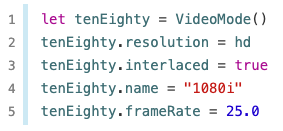 1 let tenEighty = VideoMode()
2 tenEighty.resolution = hd
3 tenEighty.interlaced = true
4 tenEighty.name = "1080i"
5 tenEighty.frameRate = 25.0